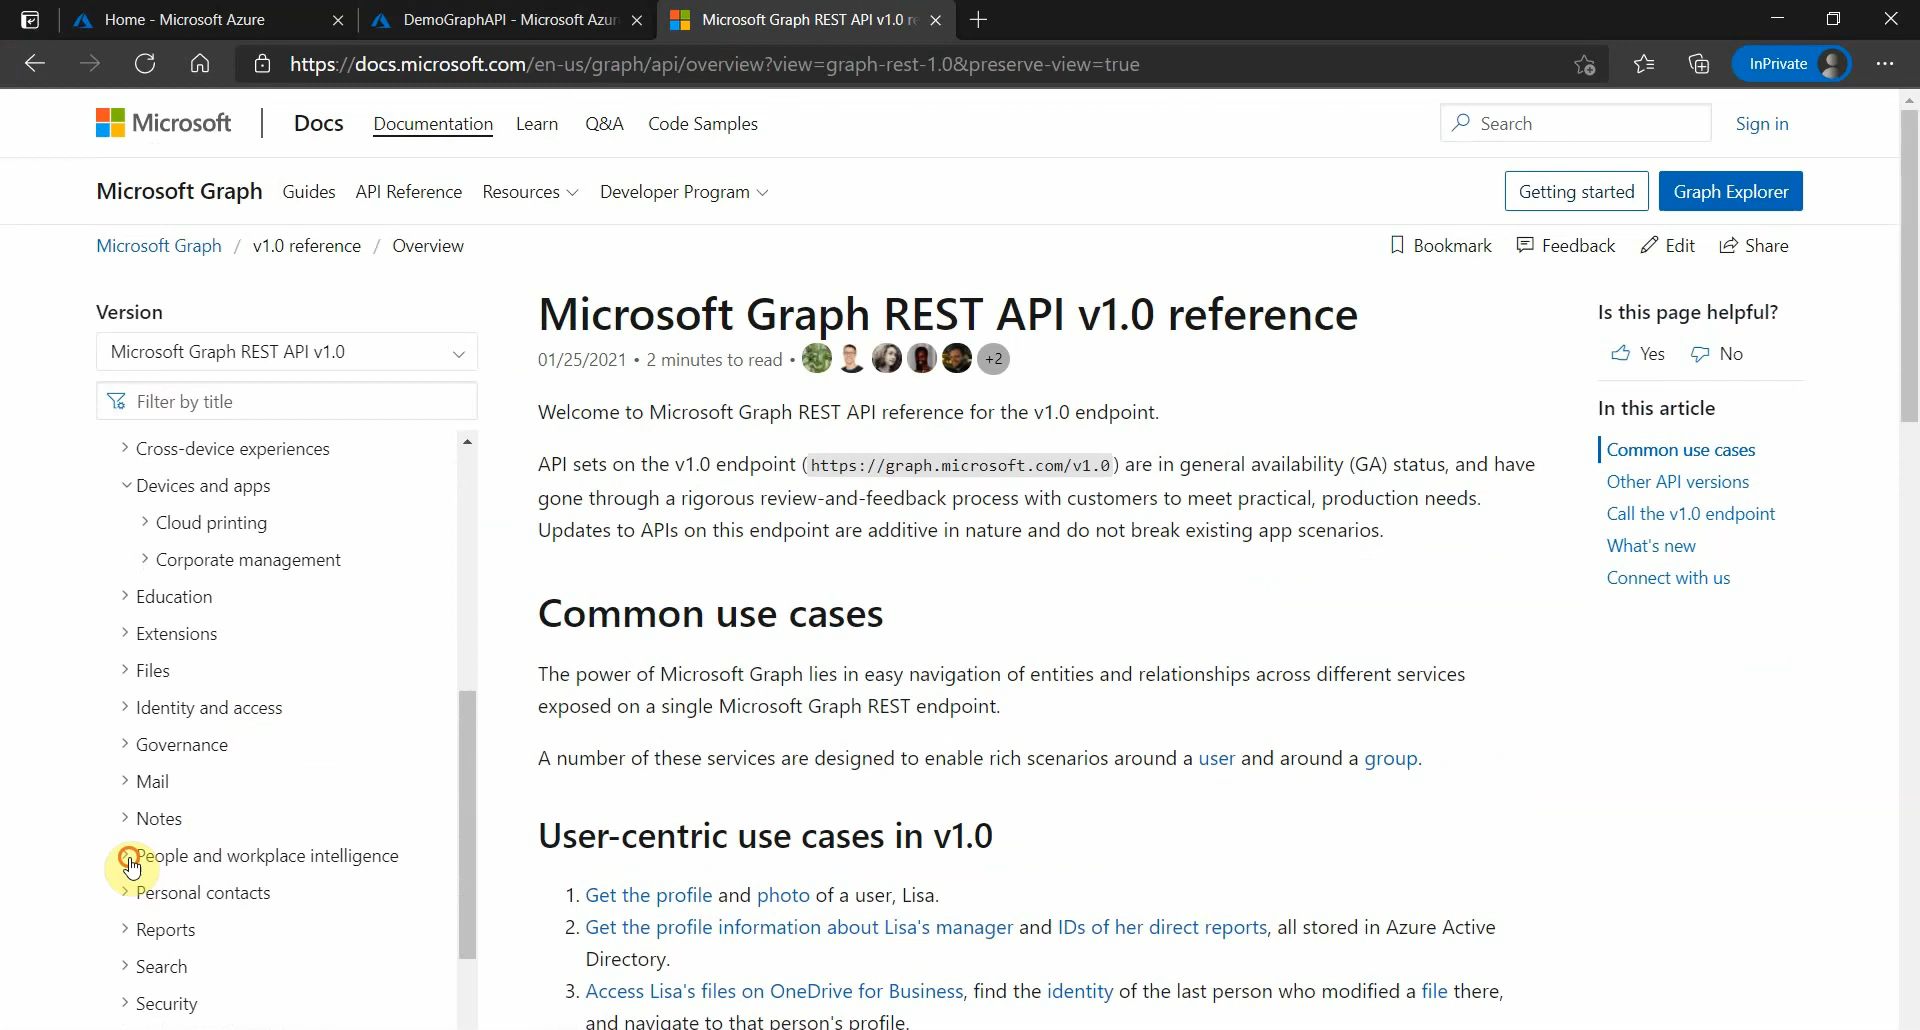 Home - Microsoft Azure
DemoGraphAPI - Microsoft Azu
Microsoft Graph REST API v1.0 r
https://docs.microsoft.com/en-us/graph/api/overview?view=graph-rest-1.0&preserve-view=true
InPrivate
Microsoft
Docs
Documentation
Learn
Q&A
Code Samples
Search
Sign in
Microsoft Graph
Guides
API Reference
Resources
Developer Program
Getting started
Graph Explorer
Microsoft Graph / v1.0 reference / Overview
Bookmark
Feedback
Edit
Share
Version
Microsoft Graph REST API v1.0
Filter by title
Cross-device experiences
Devices and apps
Cloud printing
Corporate management
Education
Extensions
Files
Identity and access
Governance
Mail
Notes
People and workplace intelligence
Personal contacts
Reports
Search
Security
Microsoft Graph REST API v1.0 reference
01/25/2021 • 2 minutes to read •
+2
Welcome to Microsoft Graph REST API reference for the v1.0 endpoint.
API sets on the v1.0 endpoint (https://graph.microsoft.com/v1.0) are in general availability (GA) status, and have
gone through a rigorous review-and-feedback process with customers to meet practical, production needs.
Updates to APIs on this endpoint are additive in nature and do not break existing app scenarios.
Common use cases
The power of Microsoft Graph lies in easy navigation of entities and relationships across different services
exposed on a single Microsoft Graph REST endpoint.
A number of these services are designed to enable rich scenarios around a user and around a group.
User-centric use cases in v1.0
1. Get the profile and photo of a user, Lisa.
2. Get the profile information about Lisa's manager and IDs of her direct reports, all stored in Azure Active
Directory.
3. Access Lisa's files on OneDrive for Business, find the identity of the last person who modified a file there,
and navigate to that person's profile.
Is this page helpful?
Yes
No
In this article
Common use cases
Other API versions
Call the v1.0 endpoint
What's new
Connect with us